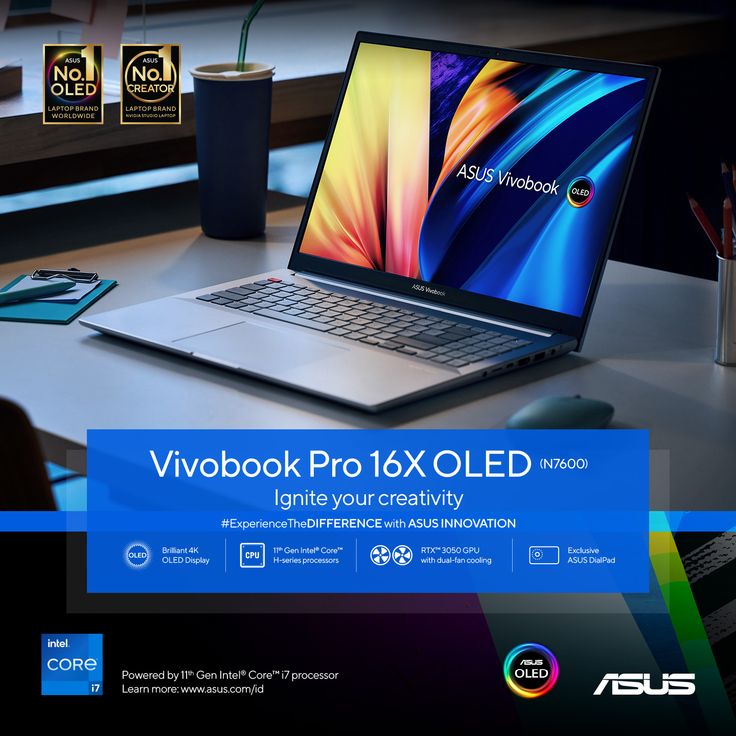 ASUS
No.1
OLED
LAPTOP BRAND
WORLDWIDE
ASUS
No.1
CREATOR
LAPTOP BRAND
NVIDIA STUDIO LAPTOP
ASUS Vivobook OLED
ASUS Vivobook
Vivobook Pro 16X OLED (N7600)
Ignite your creativity
#ExperienceTheDIFFERENCE with ASUS INNOVATION
OLED
Brilliant 4K
OLED Display
CPU
11th Gen Intel® Core™
H-series processors
RTX™ 3050 GPU
with dual-fan cooling
Exclusive
ASUS DialPad
intel.
CORE
i7
Powered by 11th Gen Intel® Core™ i7 processor
Learn more: www.asus.com/id
ASUS
OLED
ASUS